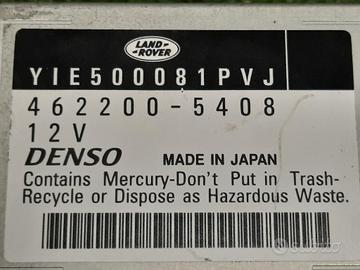 LAND-
ROVER
YIE500081PVJ
462200-5408
12V
DENSO MADE IN JAPAN
Contains Mercury-Don't Put in Trash-
Recycle or Dispose as Hazardous Waste.
subito